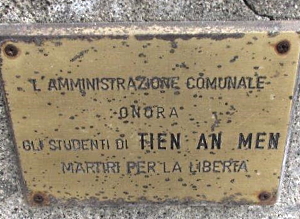 L'AMMINISTRAZIONE COMUNALE
ONORA
GLI STUDENTI DI TIEN AN MEN
MARTIRI PER LA LIBERTA'